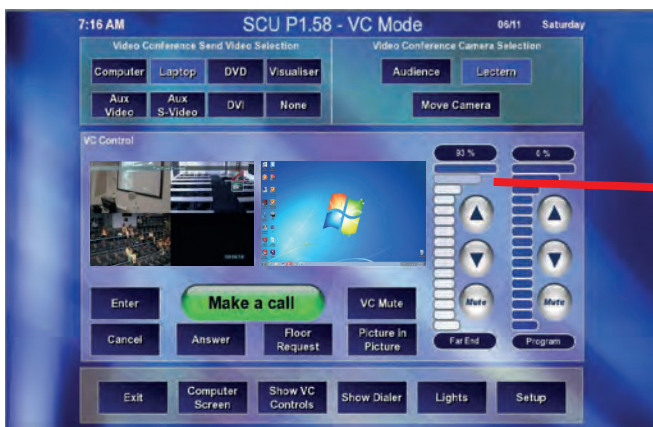 7:16 AM
SCU P1.58 - VC Mode
06/11 Saturday
Video Conference Send Video Selection
Video Conference Camera Selection
Computer
Laptop
DVD
Visualiser
Audience
Lectern
Aux
Video
Aux
S-Video
DVI
None
Move Camera
VC Control
93 %
0 %
Enter
Make a call
VC Mute
Mute
Mute
Cancel
Answer
Floor
Request
Picture in
Picture
Far End
Program
Exit
Computer
Screen
Show VC
Controls
Show Dialer
Lights
Setup